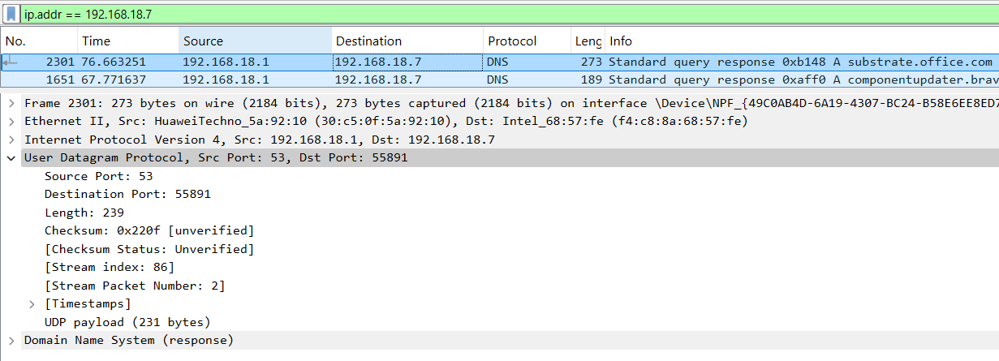 ip.addr == 192.168.18.7
No. Time Source Destination Protocol Leng Info
2301 76.663251 192.168.18.1 192.168.18.7 DNS 273 Standard query response 0xb148 A substrate.office.com
1651 67.771637 192.168.18.1 192.168.18.7 DNS 189 Standard query response 0xaff0 A componentupdater.brav
Frame 2301: 273 bytes on wire (2184 bits), 273 bytes captured (2184 bits) on interface \Device\NPF_{49C0AB4D-6A19-4307-BC24-B58E6EE8ED7
Ethernet II, Src: HuaweiTechno_5a:92:10 (30:c5:0f:5a:92:10), Dst: Intel_68:57:fe (f4:c8:8a:68:57:fe)
Internet Protocol Version 4, Src: 192.168.18.1, Dst: 192.168.18.7
User Datagram Protocol, Src Port: 53, Dst Port: 55891
Source Port: 53
Destination Port: 55891
Length: 239
Checksum: 0x220f [unverified]
[Checksum Status: Unverified]
[Stream index: 86]
[Stream Packet Number: 2]
[Timestamps]
UDP payload (231 bytes)
Domain Name System (response)